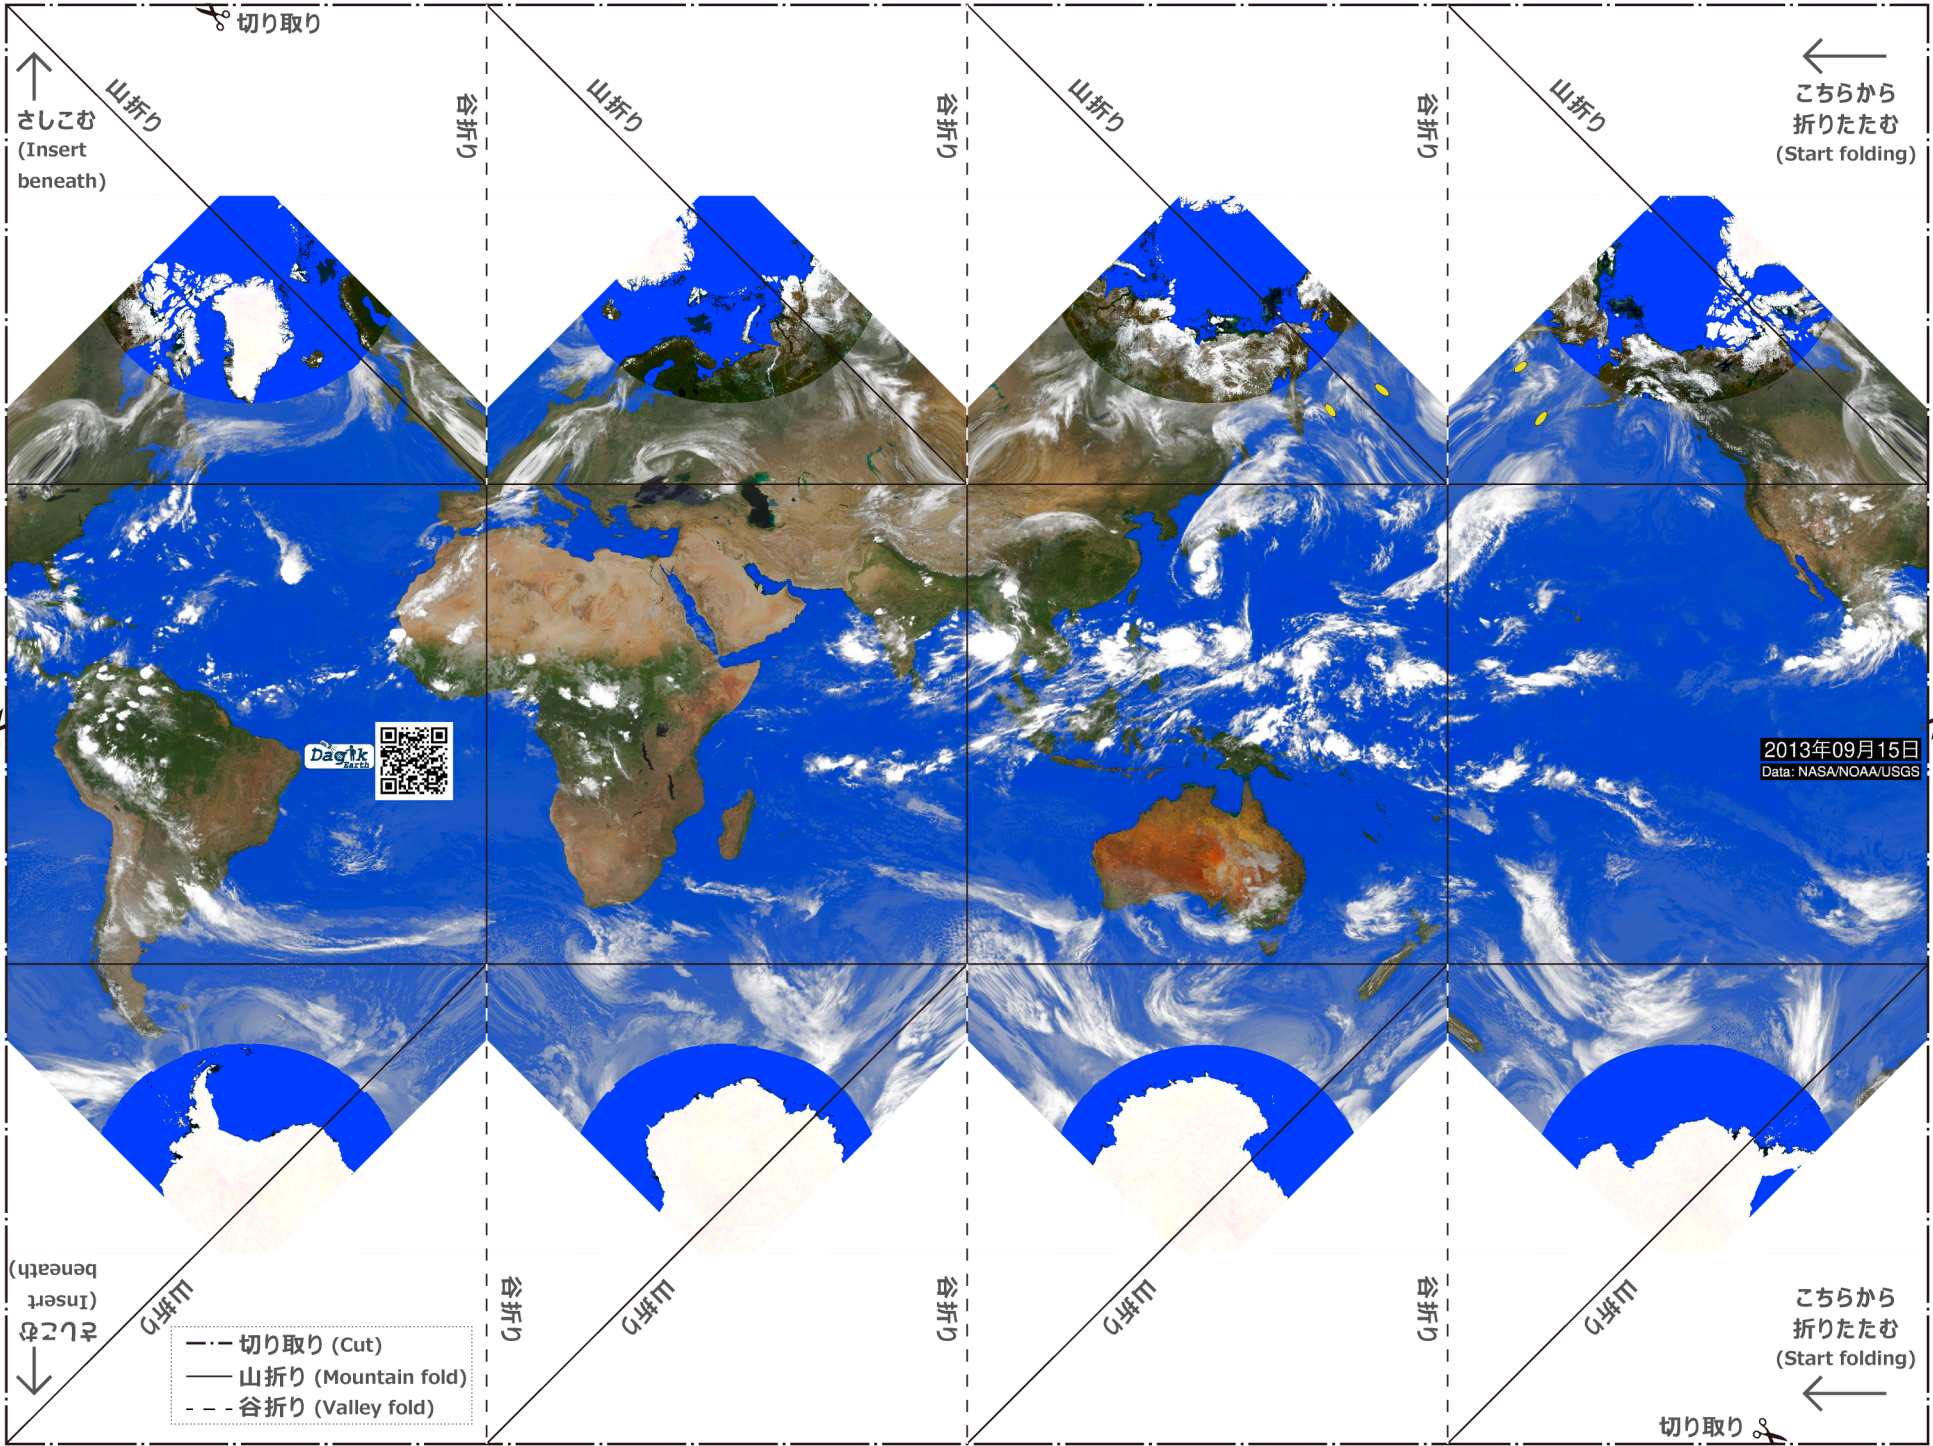 切り取り
山折り
谷折り
山折り
谷折り
山折り
谷折り
山折り
さしこむ
(Insert
beneath)
こちらから
折りたたむ
(Start folding)
Dagik
Earth
2013年09月15日
Data: NASA/NOAA/USGS
さしこむ
(Insert
beneath)
山折り
谷折り
山折り
谷折り
山折り
谷折り
山折り
こちらから
折りたたむ
(Start folding)
切り取り (Cut)
山折り (Mountain fold)
谷折り (Valley fold)
切り取り